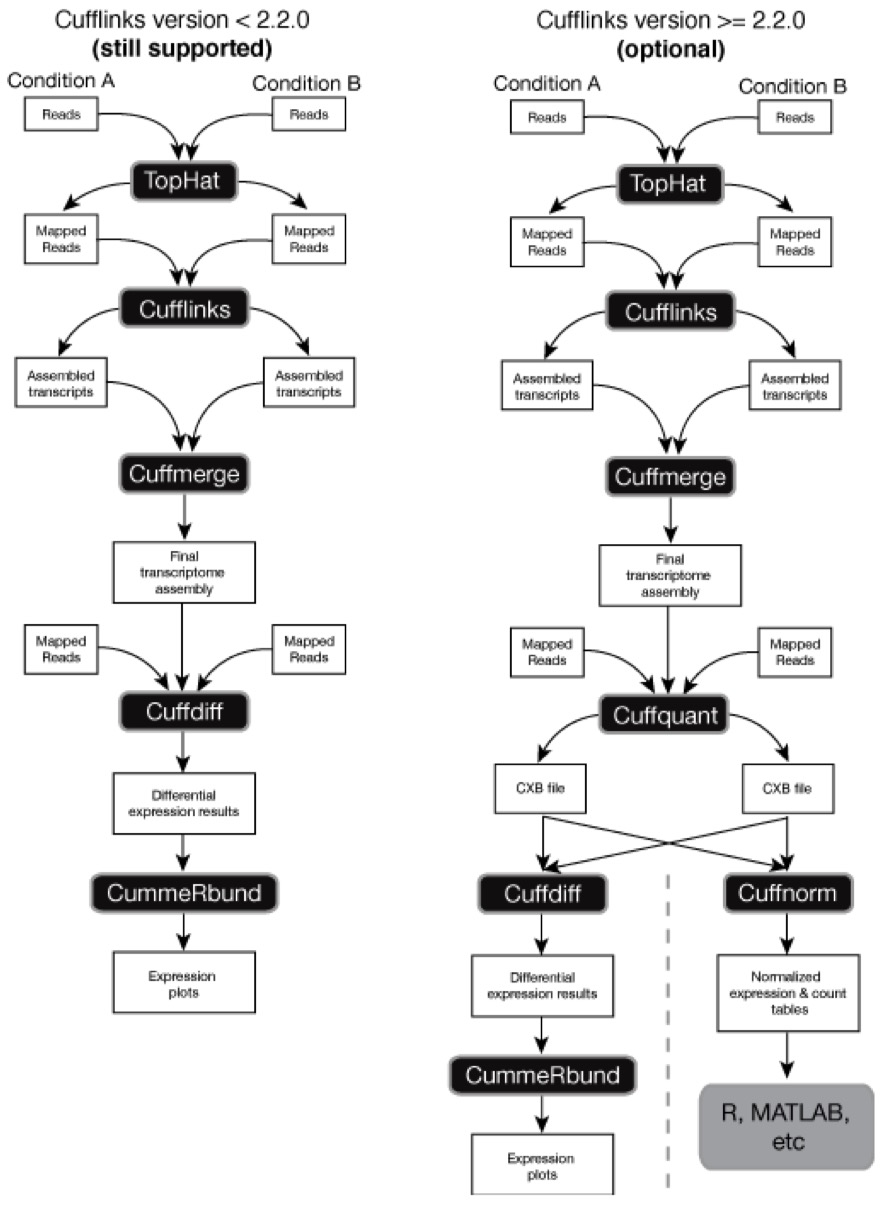 Cufflinks version < 2.2.0
(still supported)
Condition A
Condition B
Reads
Reads
TopHat
Mapped
Reads
Mapped
Reads
Cufflinks
Assembled
transcripts
Assembled
transcripts
Cuffmerge
Final
transcriptome
assembly
Mapped
Reads
Mapped
Reads
Cuffdiff
Differential
expression results
CummeRbund
Expression
plots
Cufflinks version >= 2.2.0
(optional)
Condition A
Condition B
Reads
Reads
TopHat
Mapped
Reads
Mapped
Reads
Cufflinks
Assembled
transcripts
Assembled
transcripts
Cuffmerge
Final
transcriptome
assembly
Mapped
Reads
Mapped
Reads
Cuffquant
CXB file
CXB file
Cuffdiff
Differential
expression results
CummeRbund
Expression
plots
Cuffnorm
Normalized
expression & count
tables
R, MATLAB,
etc